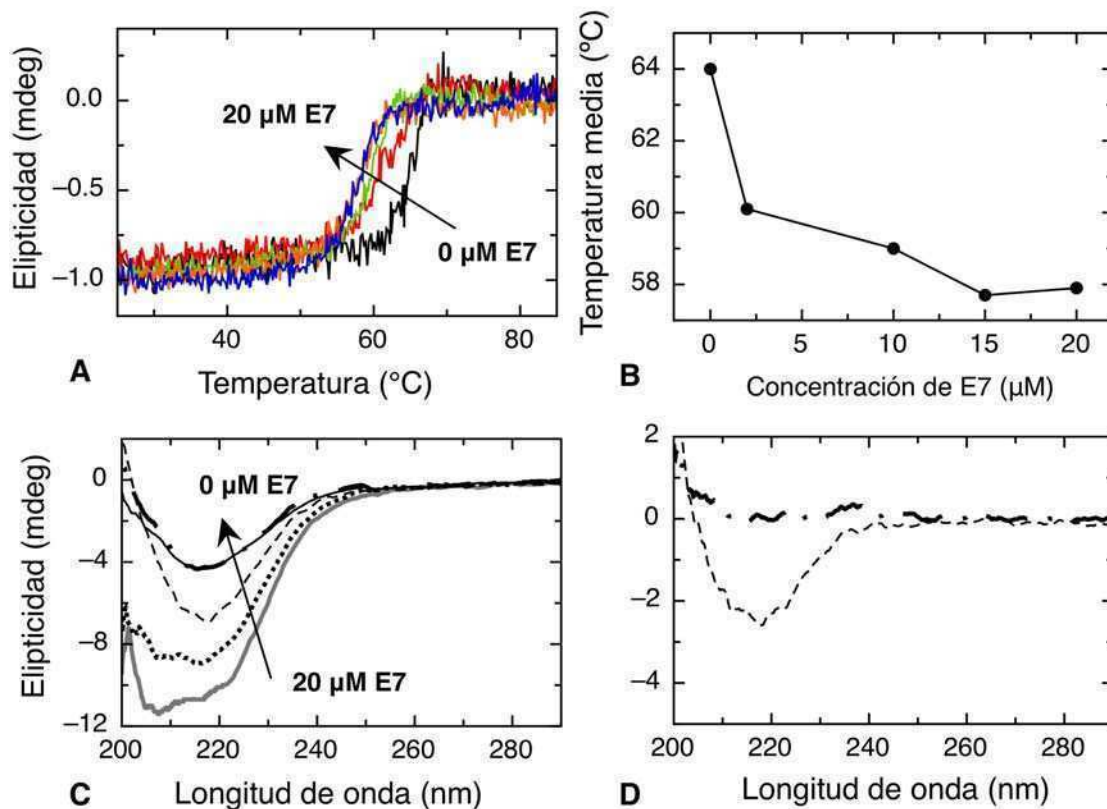 Elipticidad (mdeg)
0.0
−0.5
−1.0
20 µM E7
0 µM E7
40
60
80
A
Temperatura (°C)
Temperatura media (ºC)
64
62
60
58
0
5
10
15
20
B
Concentración de E7 (µM)
Elipticidad (mdeg)
0
−4
−8
−12
0 µM E7
20 µM E7
200
220
240
260
280
C
Longitud de onda (nm)
2
0
−2
−4
200
220
240
260
280
D
Longitud de onda (nm)